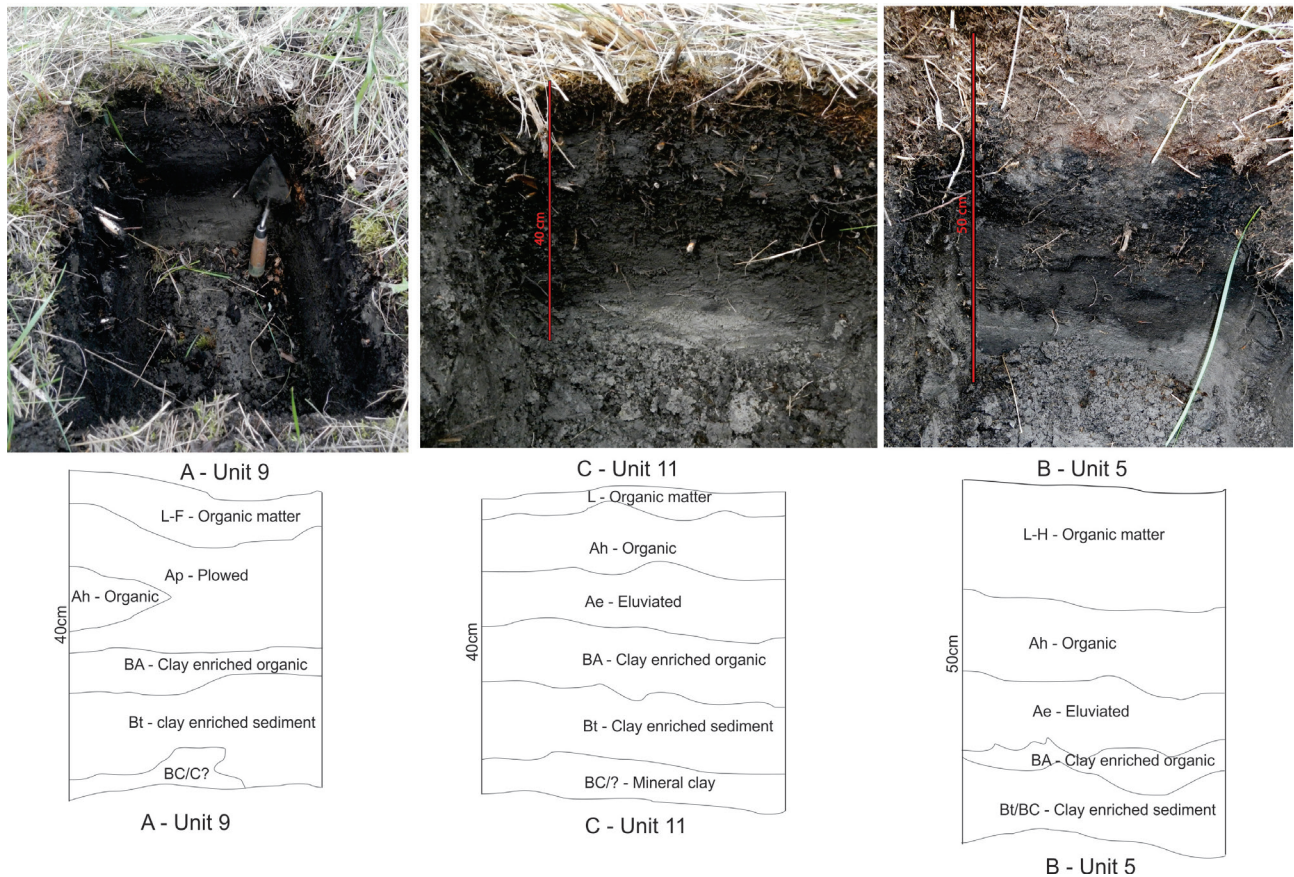 40 cm
50 cm
A - Unit 9
C - Unit 11
B - Unit 5
L-F - Organic matter
Ap - Plowed
Ah - Organic
40cm
BA - Clay enriched organic
Bt - clay enriched sediment
BC/C?
A - Unit 9
L - Organic matter
Ah - Organic
Ae - Eluviated
40cm
BA - Clay enriched organic
Bt - Clay enriched sediment
BC/? - Mineral clay
C - Unit 11
L-H - Organic matter
Ah - Organic
50cm
Ae - Eluviated
BA - Clay enriched organic
Bt/BC - Clay enriched sediment
B - Unit 5